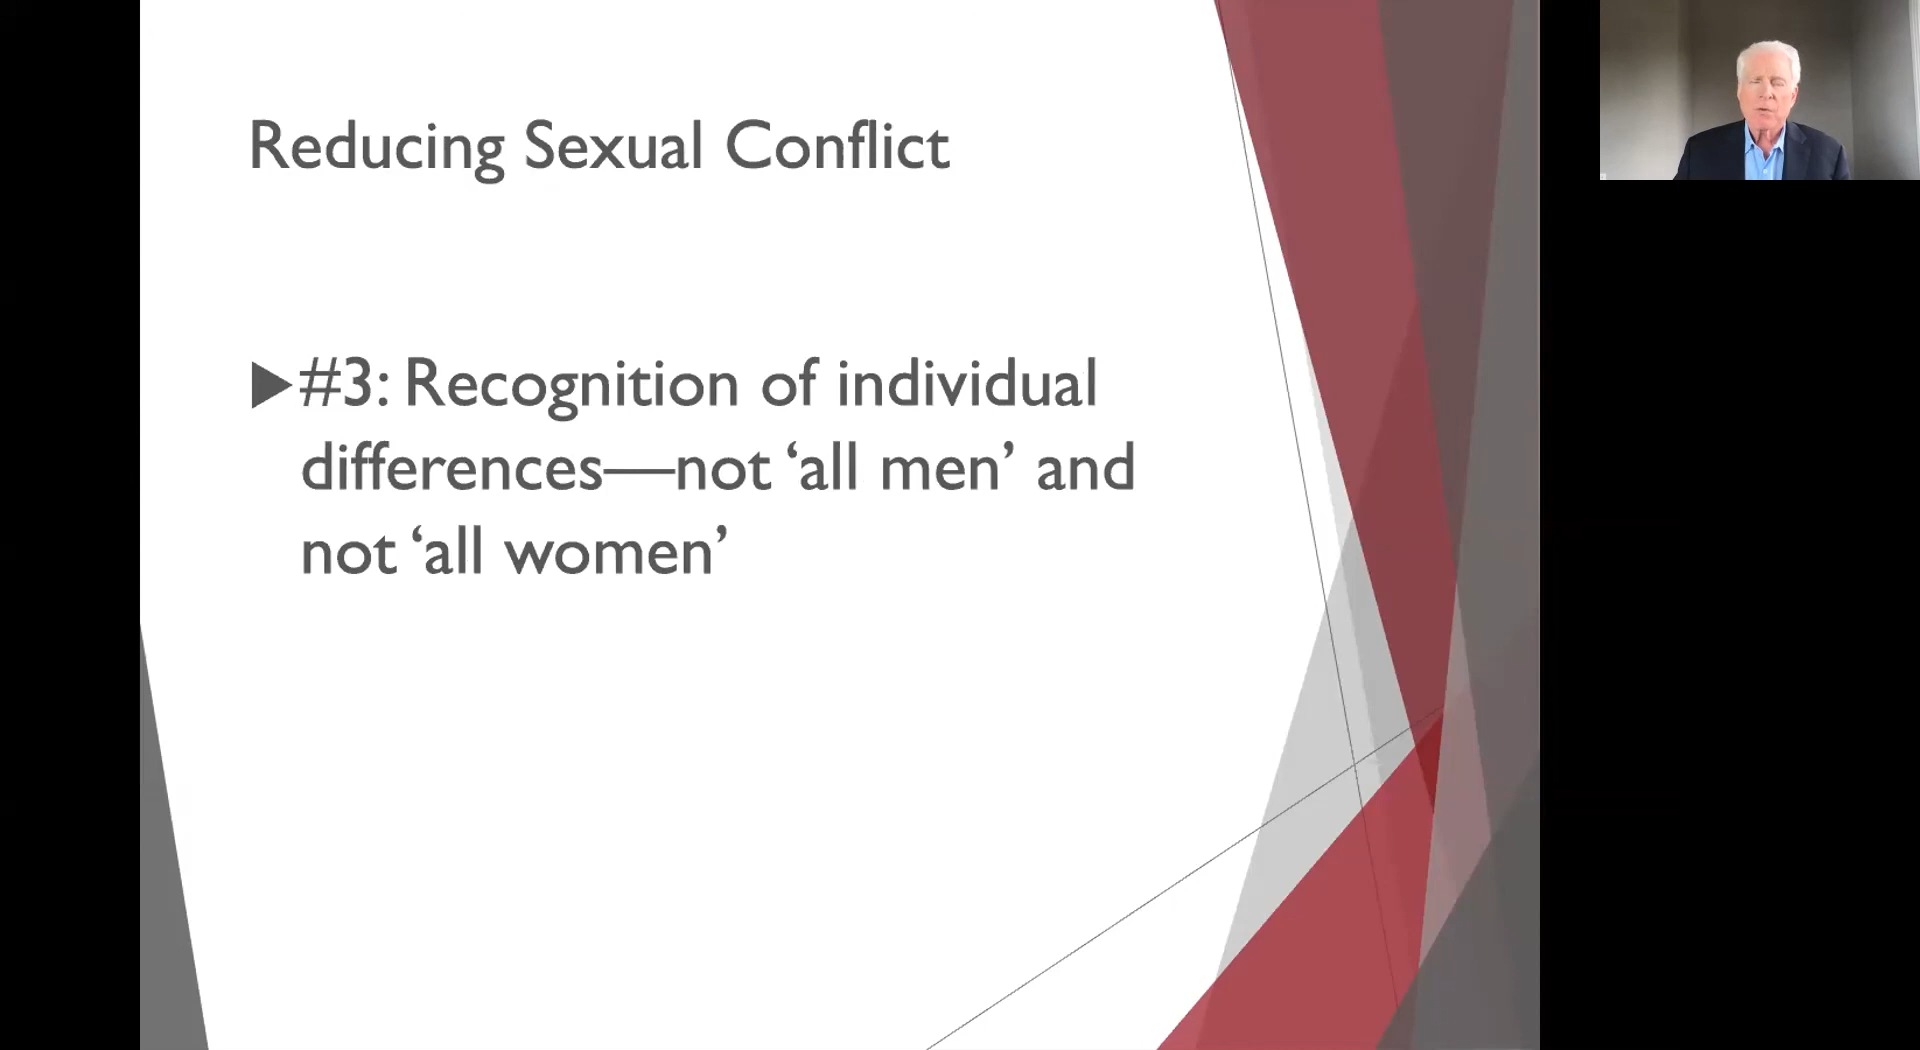 Reducing Sexual Conflict
#3: Recognition of individual
differences—not ‘all men’ and
not ‘all women’